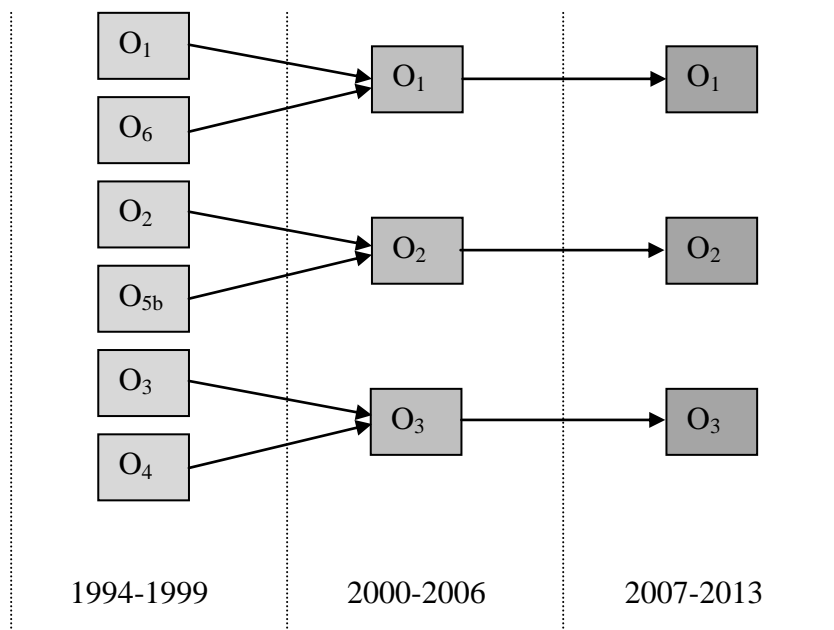 O₁
O₆
O₂
O₅b
O₃
O₄
O₁
O₂
O₃
O₁
O₂
O₃
1994-1999
2000-2006
2007-2013